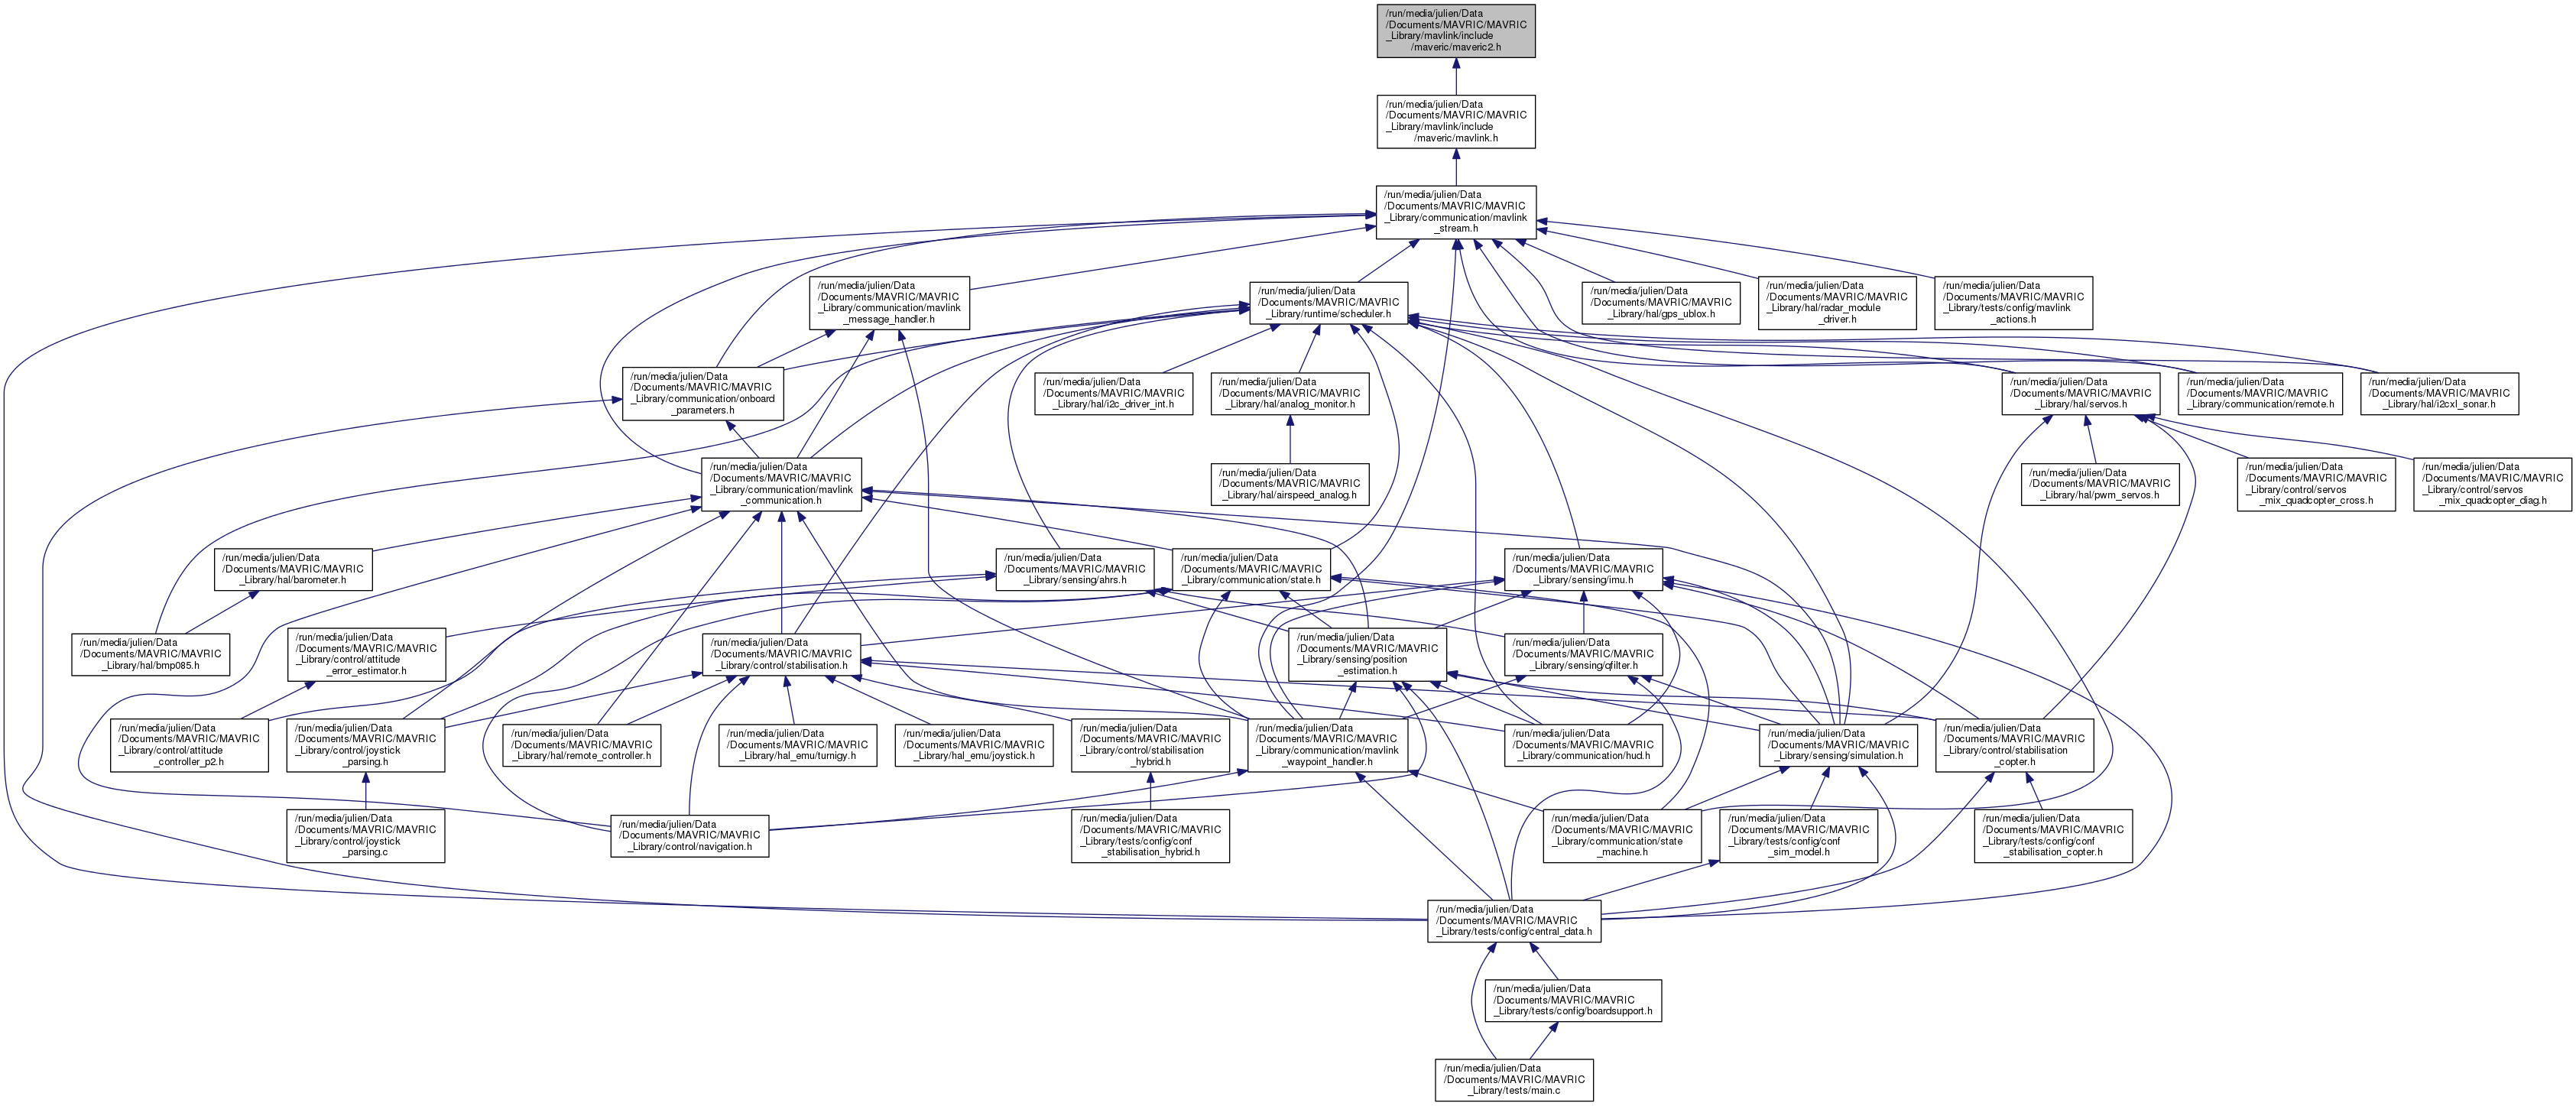 /run/media/julien/Data
/Documents/MAVRIC/MAVRIC
_Library/mavlink/include
/maveric/maveric2.h
/run/media/julien/Data
/Documents/MAVRIC/MAVRIC
_Library/mavlink/include
/maveric/mavlink.h
/run/media/julien/Data
/Documents/MAVRIC/MAVRIC
_Library/communication/mavlink
_stream.h
/run/media/julien/Data
/Documents/MAVRIC/MAVRIC
_Library/communication/mavlink
_message_handler.h
/run/media/julien/Data
/Documents/MAVRIC/MAVRIC
_Library/runtime/scheduler.h
/run/media/julien/Data
/Documents/MAVRIC/MAVRIC
_Library/hal/gps_ublox.h
/run/media/julien/Data
/Documents/MAVRIC/MAVRIC
_Library/hal/radar_module
_driver.h
/run/media/julien/Data
/Documents/MAVRIC/MAVRIC
_Library/tests/config/mavlink
_actions.h
/run/media/julien/Data
/Documents/MAVRIC/MAVRIC
_Library/communication/onboard
_parameters.h
/run/media/julien/Data
/Documents/MAVRIC/MAVRIC
_Library/hal/i2c_driver_int.h
/run/media/julien/Data
/Documents/MAVRIC/MAVRIC
_Library/hal/analog_monitor.h
/run/media/julien/Data
/Documents/MAVRIC/MAVRIC
_Library/hal/servos.h
/run/media/julien/Data
/Documents/MAVRIC/MAVRIC
_Library/communication/remote.h
/run/media/julien/Data
/Documents/MAVRIC/MAVRIC
_Library/hal/i2cxl_sonar.h
/run/media/julien/Data
/Documents/MAVRIC/MAVRIC
_Library/communication/mavlink
_communication.h
/run/media/julien/Data
/Documents/MAVRIC/MAVRIC
_Library/hal/airspeed_analog.h
/run/media/julien/Data
/Documents/MAVRIC/MAVRIC
_Library/hal/pwm_servos.h
/run/media/julien/Data
/Documents/MAVRIC/MAVRIC
_Library/control/servos
_mix_quadcopter_cross.h
/run/media/julien/Data
/Documents/MAVRIC/MAVRIC
_Library/control/servos
_mix_quadcopter_diag.h
/run/media/julien/Data
/Documents/MAVRIC/MAVRIC
_Library/hal/barometer.h
/run/media/julien/Data
/Documents/MAVRIC/MAVRIC
_Library/sensing/ahrs.h
/run/media/julien/Data
/Documents/MAVRIC/MAVRIC
_Library/communication/state.h
/run/media/julien/Data
/Documents/MAVRIC/MAVRIC
_Library/sensing/imu.h
/run/media/julien/Data
/Documents/MAVRIC/MAVRIC
_Library/hal/bmp085.h
/run/media/julien/Data
/Documents/MAVRIC/MAVRIC
_Library/control/attitude
_error_estimator.h
/run/media/julien/Data
/Documents/MAVRIC/MAVRIC
_Library/control/stabilisation.h
/run/media/julien/Data
/Documents/MAVRIC/MAVRIC
_Library/sensing/position
_estimation.h
/run/media/julien/Data
/Documents/MAVRIC/MAVRIC
_Library/sensing/qfilter.h
/run/media/julien/Data
/Documents/MAVRIC/MAVRIC
_Library/control/attitude
_controller_p2.h
/run/media/julien/Data
/Documents/MAVRIC/MAVRIC
_Library/control/joystick
_parsing.h
/run/media/julien/Data
/Documents/MAVRIC/MAVRIC
_Library/hal/remote_controller.h
/run/media/julien/Data
/Documents/MAVRIC/MAVRIC
_Library/hal_emu/turnigy.h
/run/media/julien/Data
/Documents/MAVRIC/MAVRIC
_Library/hal_emu/joystick.h
/run/media/julien/Data
/Documents/MAVRIC/MAVRIC
_Library/control/stabilisation
_hybrid.h
/run/media/julien/Data
/Documents/MAVRIC/MAVRIC
_Library/communication/mavlink
_waypoint_handler.h
/run/media/julien/Data
/Documents/MAVRIC/MAVRIC
_Library/communication/hud.h
/run/media/julien/Data
/Documents/MAVRIC/MAVRIC
_Library/sensing/simulation.h
/run/media/julien/Data
/Documents/MAVRIC/MAVRIC
_Library/control/stabilisation
_copter.h
/run/media/julien/Data
/Documents/MAVRIC/MAVRIC
_Library/control/joystick
_parsing.c
/run/media/julien/Data
/Documents/MAVRIC/MAVRIC
_Library/control/navigation.h
/run/media/julien/Data
/Documents/MAVRIC/MAVRIC
_Library/tests/config/conf
_stabilisation_hybrid.h
/run/media/julien/Data
/Documents/MAVRIC/MAVRIC
_Library/communication/state
_machine.h
/run/media/julien/Data
/Documents/MAVRIC/MAVRIC
_Library/tests/config/conf
_sim_model.h
/run/media/julien/Data
/Documents/MAVRIC/MAVRIC
_Library/tests/config/conf
_stabilisation_copter.h
/run/media/julien/Data
/Documents/MAVRIC/MAVRIC
_Library/tests/config/central_data.h
/run/media/julien/Data
/Documents/MAVRIC/MAVRIC
_Library/tests/config/boardsupport.h
/run/media/julien/Data
/Documents/MAVRIC/MAVRIC
_Library/tests/main.c